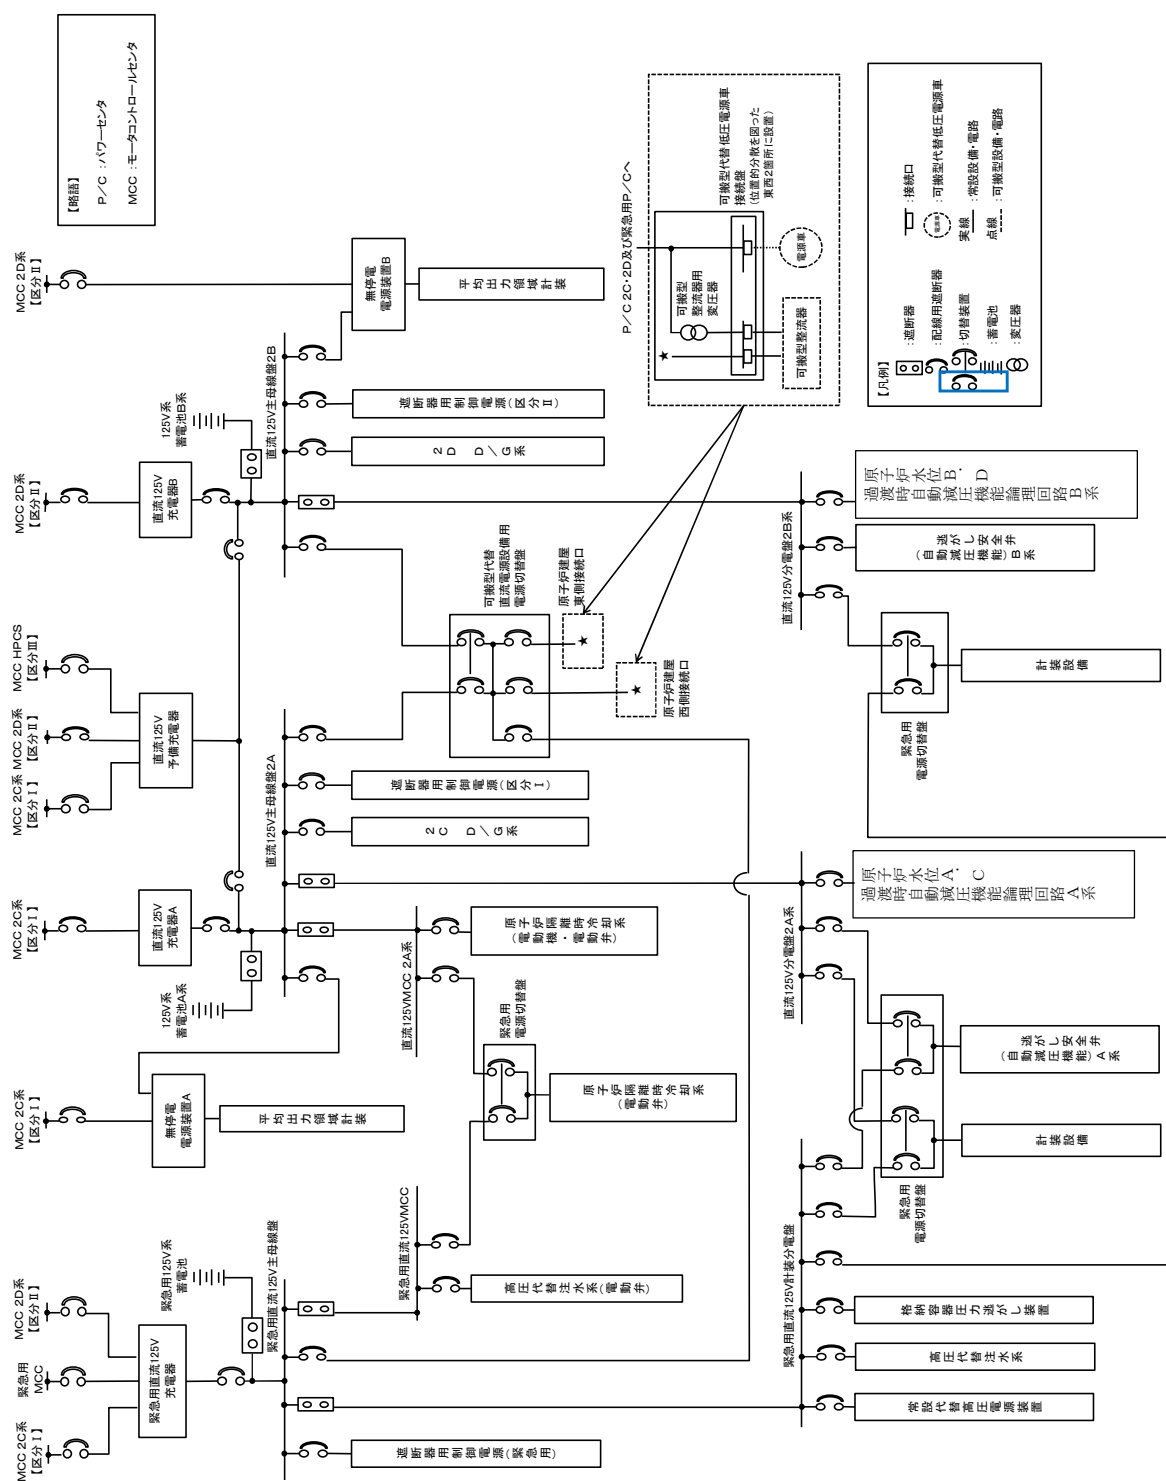 【略語】
P/C :パワーセンタ
MCC :モータコントロールセンタ
MCC 2D系
【区分Ⅱ】
無停電
電源装置B
平均出力領域計装
MCC 2D系
【区分Ⅱ】
直流125V
充電器B
125V系
蓄電池B系
直流125V主母線盤2B
遮断器用制御電源(区分Ⅱ)
2D D/G系
MCC HPCS
【区分Ⅲ】
MCC 2D系
【区分Ⅱ】
MCC 2C系
【区分Ⅰ】
直流125V
予備充電器
可搬型代替
直流電源設備用
電源切替盤
原子炉建屋
東側接続口
★
原子炉建屋
西側接続口
★
P/C 2C・2D及び緊急用P/Cへ
可搬型代替低圧電源車
接続盤
(位置的分散を図った
東西2箇所に設置)
可搬型
整流器用
変圧器
★
電源車
可搬型整流器
【凡例】
:遮断器
:配線用遮断器
:切替装置
:蓄電池
:変圧器
:接続口
電源車
:可搬型代替低圧電源車
実線
:常設設備・電路
点線
:可搬型設備・電路
直流125V分電盤2B系
原子炉水位B・D
過渡時自動減圧機能論理回路B系
逃がし安全弁
(自動減圧機能)B系
緊急用
電源切替盤
計装設備
MCC 2C系
【区分Ⅰ】
直流125V
充電器A
125V系
蓄電池A系
直流125V主母線盤2A
遮断器用制御電源(区分Ⅰ)
2C D/G系
直流125VMCC 2A系
原子炉隔離時冷却系
(電動機・電動弁)
緊急用
電源切替盤
原子炉隔離時冷却系
(電動弁)
直流125V分電盤2A系
原子炉水位A・C
過渡時自動減圧機能論理回路A系
逃がし安全弁
(自動減圧機能)A系
計装設備
緊急用
電源切替盤
MCC 2C系
【区分Ⅰ】
無停電
電源装置A
平均出力領域計装
MCC 2D系
【区分Ⅱ】
緊急用
MCC
MCC 2C系
【区分Ⅰ】
緊急用直流125V
充電器
緊急用125V系
蓄電池
緊急用直流125V主母線盤
遮断器用制御電源(緊急用)
緊急用直流125VMCC
高圧代替注水系(電動弁)
緊急用直流125V計装分電盤
格納容器圧力逃がし装置
高圧代替注水系
常設代替高圧電源装置